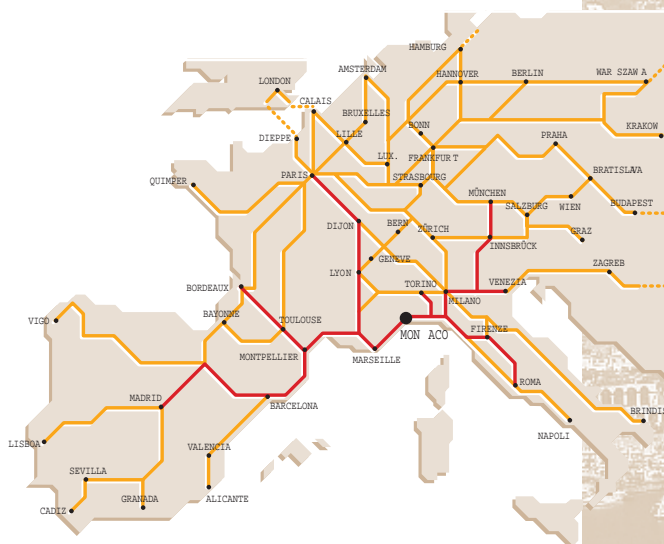 HAMBURG
AMSTERDAM
HANNOVER
BERLIN
WAR SZAW A
LONDON
CALAIS
BRUXELLES
BONN
KRAKOW
DIEPPE
LILLE
PRAHA
LUX.
FRANKFUR T
PARIS
STRASBOURG
BRATISLAVA
QUIMPER
MÜNCHEN
SALZBURG
WIEN
BUDAPEST
DIJON
BERN
ZÜRICH
GRAZ
INNSBRÜCK
GENEVE
LYON
ZAGREB
BORDEAUX
TORINO
VENEZIA
MILANO
BAYONNE
TOULOUSE
VIGO
MON ACO
FIRENZE
MONTPELLIER
MARSEILLE
ROMA
MADRID
BARCELONA
BRINDIS
NAPOLI
LISBOA
VALENCIA
SEVILLA
GRANADA
ALICANTE
CADIZ